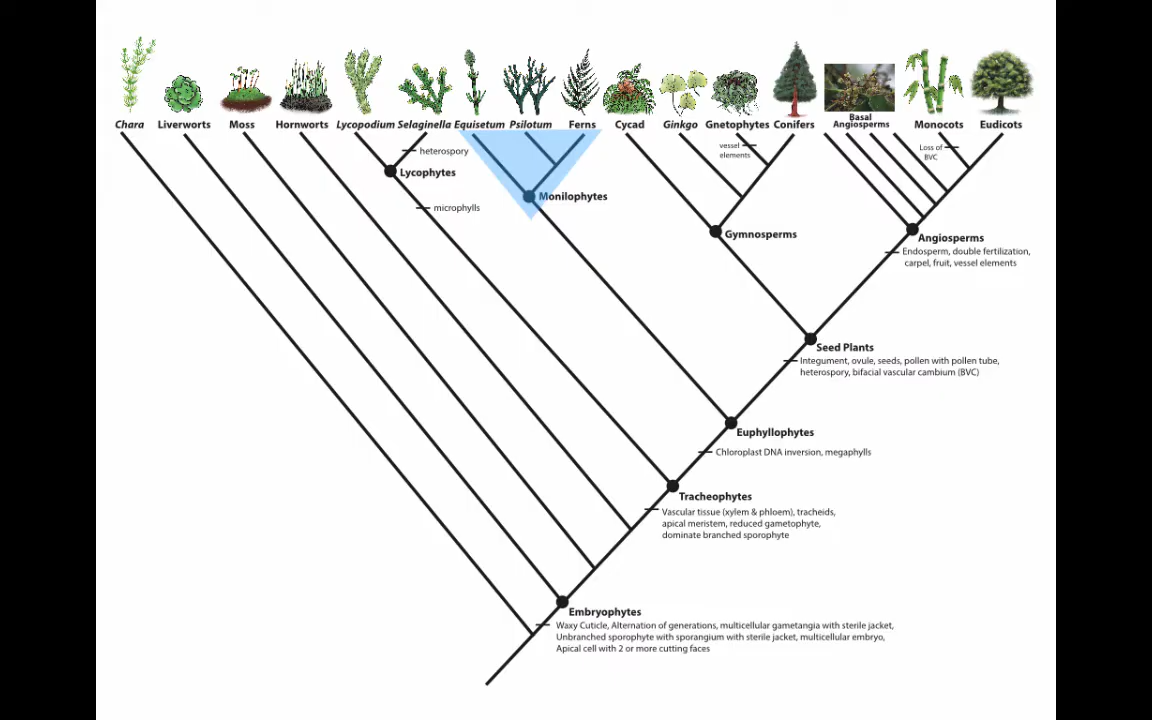 Chara
Liverworts
Moss
Hornworts
Lycopodium
Selaginella
Equisetum
Psilotum
Ferns
Cycad
Ginkgo
Gnetophytes
Conifers
Basal
Angiosperms
Monocots
Eudicots
heterospory
vessel
elements
Loss of
BVC
Lycophytes
microphylls
Monilophytes
Gymnosperms
Angiosperms
Endosperm, double fertilization,
carpel, fruit, vessel elements
Seed Plants
Integument, ovule, seeds, pollen with pollen tube,
heterospory, bifacial vascular cambium (BVC)
Euphyllophytes
Chloroplast DNA inversion, megaphylls
Tracheophytes
Vascular tissue (xylem & phloem), tracheids,
apical meristem, reduced gametophyte,
dominate branched sporophyte
Embryophytes
Waxy Cuticle, Alternation of generations, multicellular gametangia with sterile jacket,
Unbranched sporophyte with sporangium with sterile jacket, multicellular embryo,
Apical cell with 2 or more cutting faces